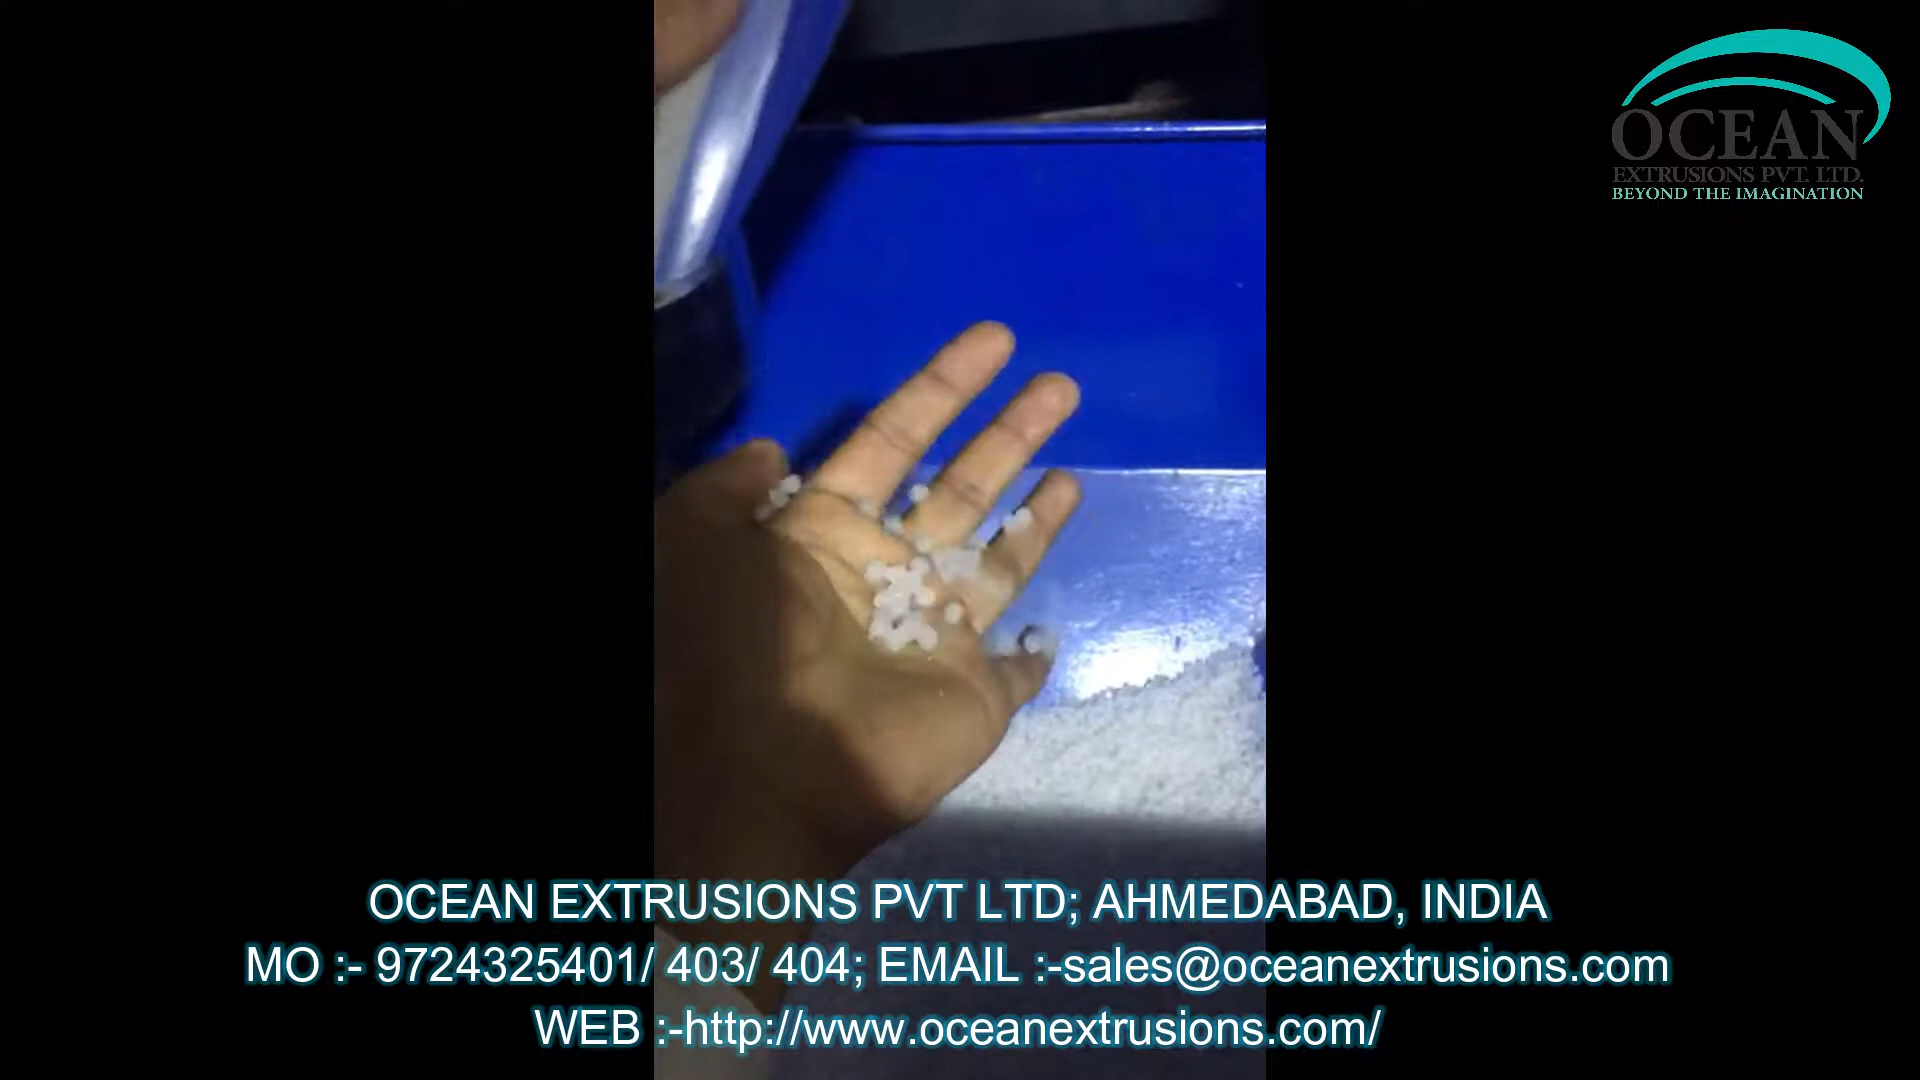 OCEAN
EXTRUSIONS PVT. LTD.
BEYOND THE IMAGINATION
OCEAN EXTRUSIONS PVT LTD; AHMEDABAD, INDIA
MO :- 9724325401/ 403/ 404; EMAIL :-sales@oceanextrusions.com
WEB :-http://www.oceanextrusions.com/